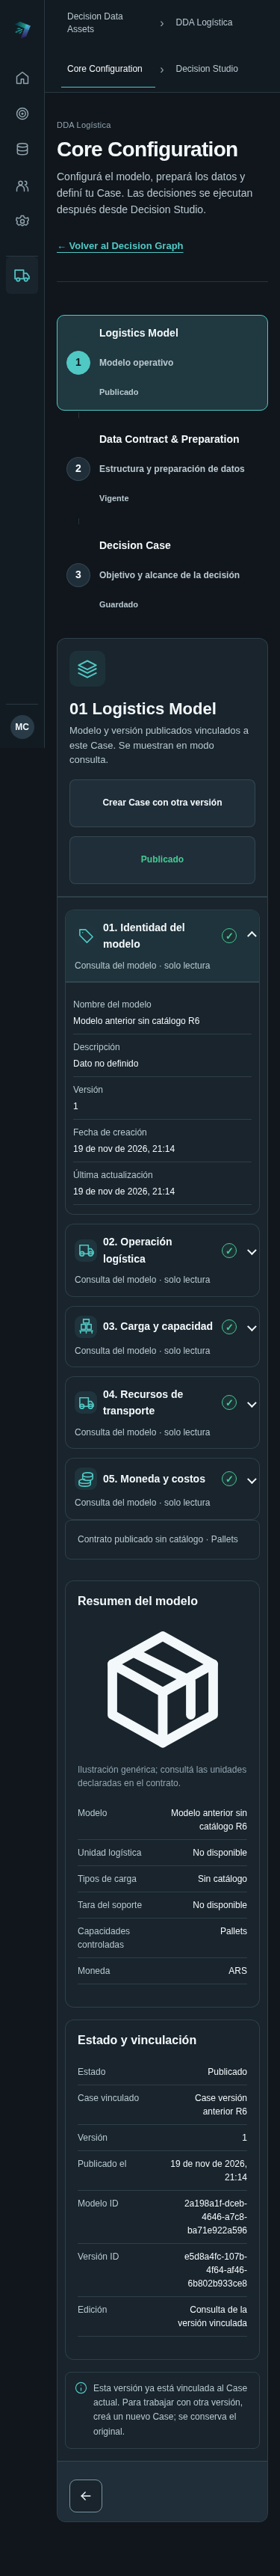 Decision Data
Assets
›
DDA Logística
Core Configuration
›
Decision Studio
DDA Logística
Core Configuration
Configurá el modelo, prepará los datos y
definí tu Case. Las decisiones se ejecutan
después desde Decision Studio.
← Volver al Decision Graph
Logistics Model
1
Modelo operativo
Publicado
Data Contract & Preparation
2
Estructura y preparación de datos
Vigente
Decision Case
3
Objetivo y alcance de la decisión
Guardado
MC
01 Logistics Model
Modelo y versión publicados vinculados a
este Case. Se muestran en modo
consulta.
Crear Case con otra versión
Publicado
01. Identidad del
modelo
Consulta del modelo · solo lectura
Nombre del modelo
Modelo anterior sin catálogo R6
Descripción
Dato no definido
Versión
1
Fecha de creación
19 de nov de 2026, 21:14
Última actualización
19 de nov de 2026, 21:14
02. Operación
logística
Consulta del modelo · solo lectura
03. Carga y capacidad
Consulta del modelo · solo lectura
04. Recursos de
transporte
Consulta del modelo · solo lectura
05. Moneda y costos
Consulta del modelo · solo lectura
Contrato publicado sin catálogo · Pallets
Resumen del modelo
Ilustración genérica; consultá las unidades
declaradas en el contrato.
Modelo
Modelo anterior sin
catálogo R6
Unidad logística
No disponible
Tipos de carga
Sin catálogo
Tara del soporte
No disponible
Capacidades
controladas
Pallets
Moneda
ARS
Estado y vinculación
Estado
Publicado
Case vinculado
Case versión
anterior R6
Versión
1
Publicado el
19 de nov de 2026,
21:14
Modelo ID
2a198a1f-dceb-
4646-a7c8-
ba71e922a596
Versión ID
e5d8a4fc-107b-
4f64-af46-
6b802b933ce8
Edición
Consulta de la
versión vinculada
Esta versión ya está vinculada al Case
actual. Para trabajar con otra versión,
creá un nuevo Case; se conserva el
original.